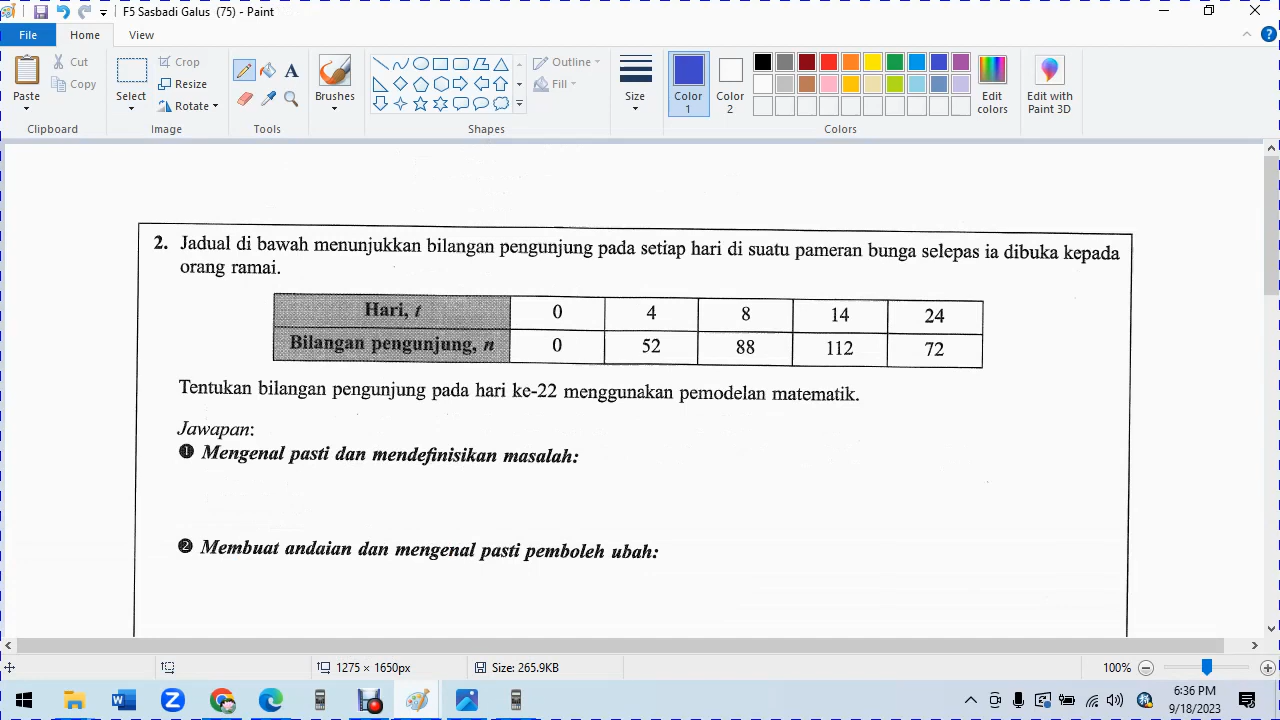 F5 Sasbadi Galus (75) - Paint
File
Home
View
Paste
Cut
Copy
Clipboard
Select
Crop
Resize
Rotate
Image
A
Tools
Brushes
Outline
Fill
Shapes
Size
Color 1
Color 2
Edit colors
Colors
Edit with Paint 3D
2. Jadual di bawah menunjukkan bilangan pengunjung pada setiap hari di suatu pameran bunga selepas ia dibuka kepada
orang ramai.
Hari, t 0 4 8 14 24
Bilangan pengunjung, n 0 52 88 112 72
Tentukan bilangan pengunjung pada hari ke-22 menggunakan pemodelan matematik.
Jawapan:
❶ Mengenal pasti dan mendefinisikan masalah:
❷ Membuat andaian dan mengenal pasti pemboleh ubah:
1275 × 1650px
Size: 265.9KB
100%
6:36 PM
9/18/2023